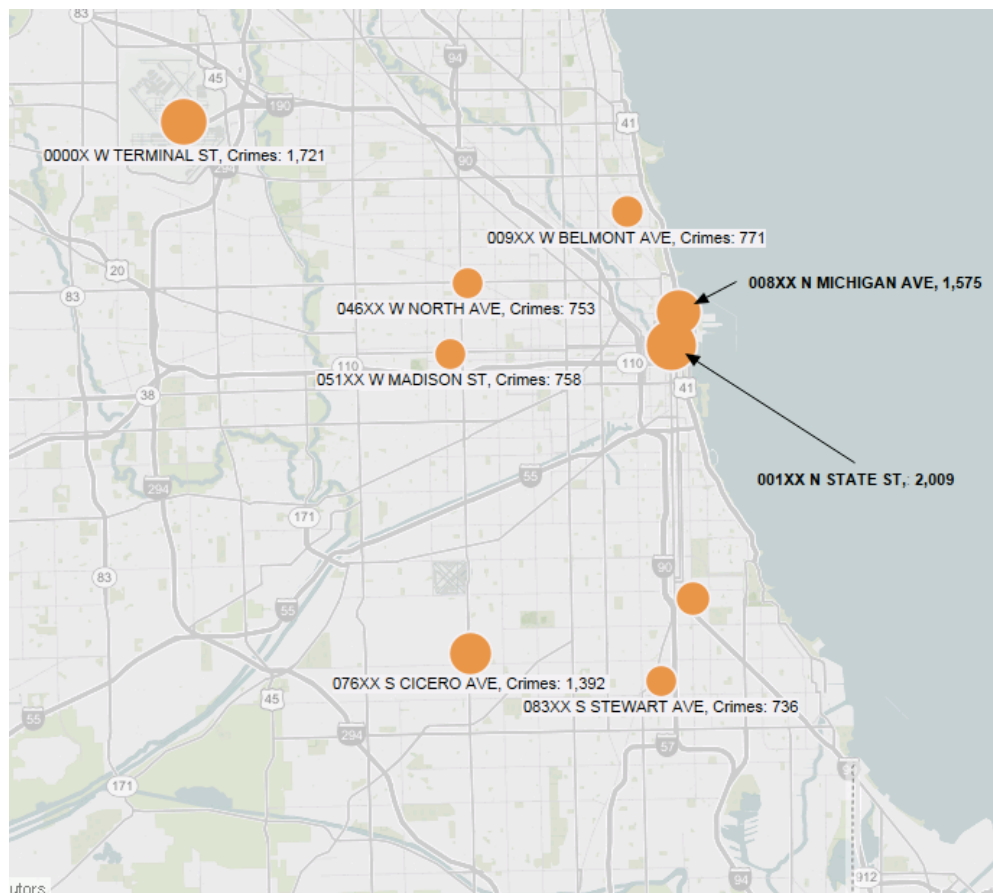 83
94
45
190
41
0000X W TERMINAL ST, Crimes: 1,721
90
294
009XX W BELMONT AVE, Crimes: 771
20
008XX N MICHIGAN AVE, 1,575
83
046XX W NORTH AVE, Crimes: 753
110
110
051XX W MADISON ST, Crimes: 758
41
38
55
001XX N STATE ST,: 2,009
294
171
90
83
55
076XX S CICERO AVE, Crimes: 1,392
45
083XX S STEWART AVE, Crimes: 736
55
294
57
171
94
912
utors